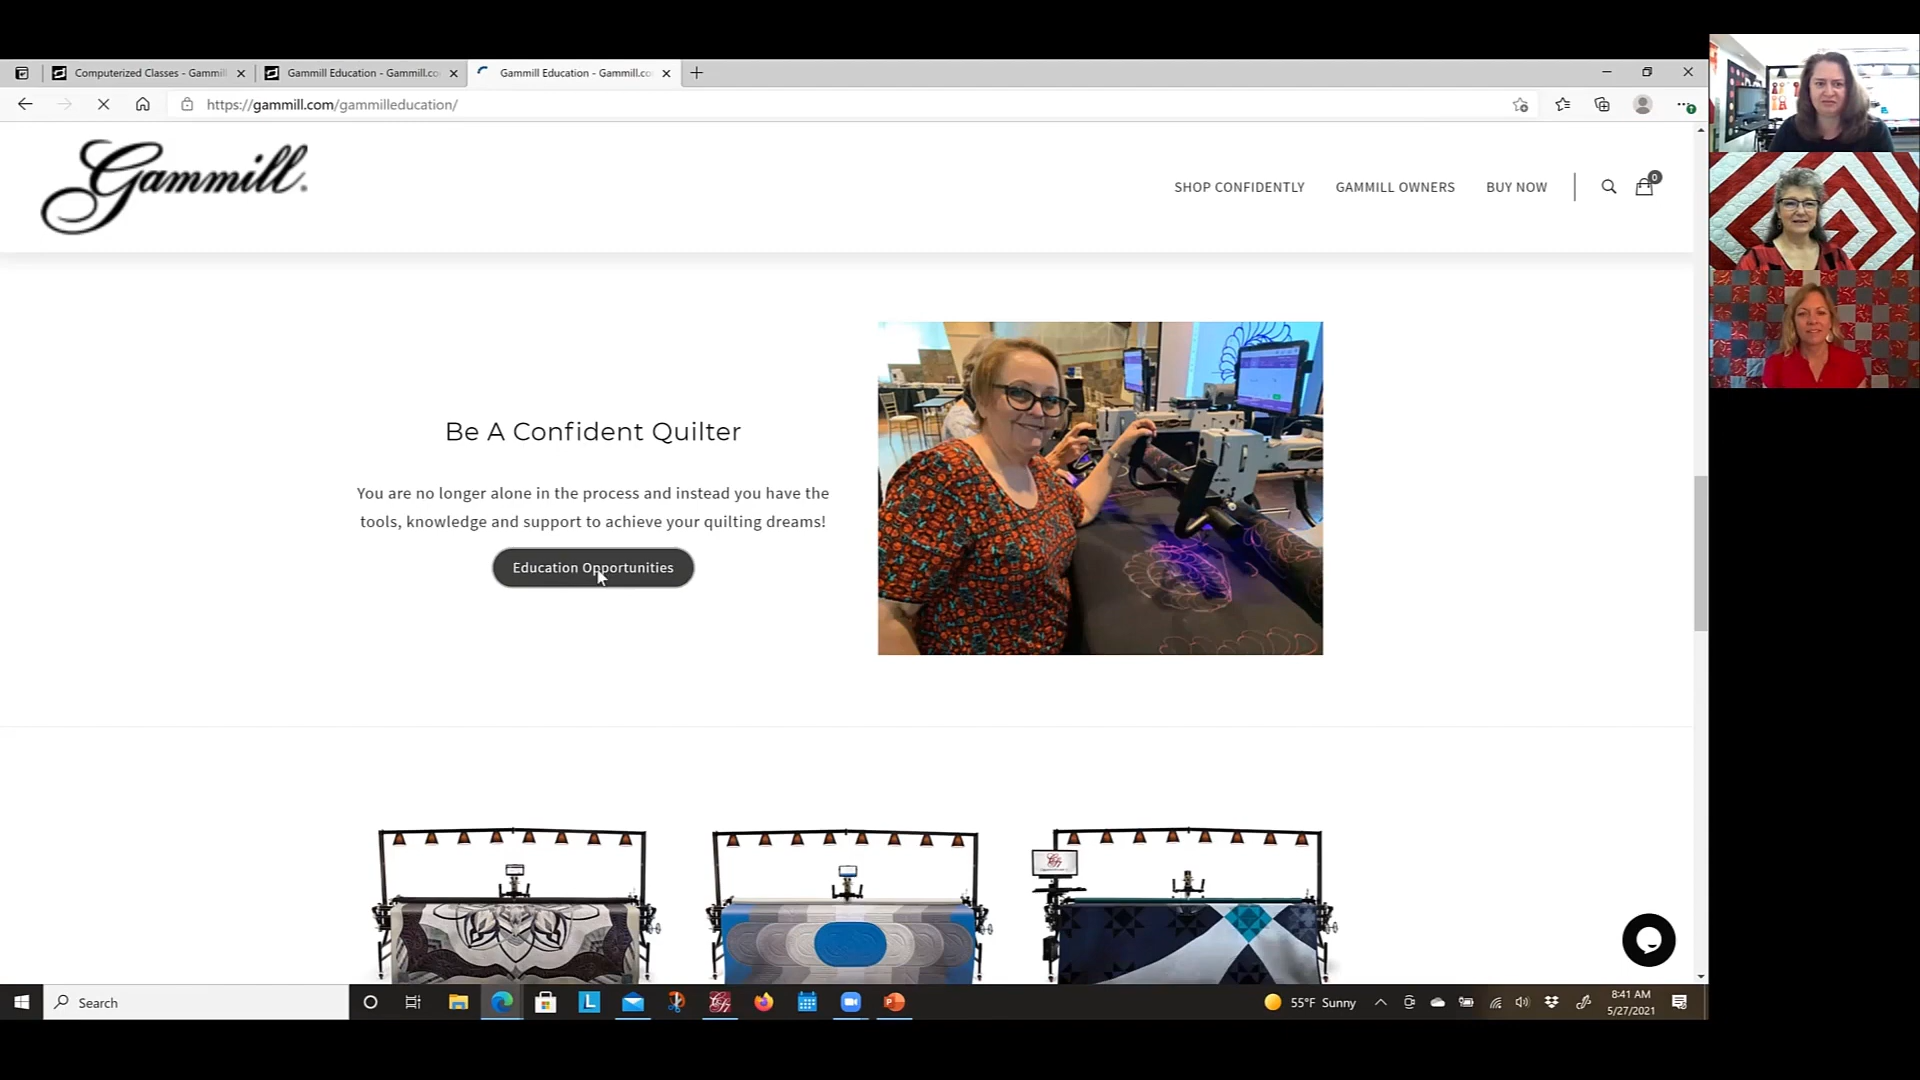 Computerized Classes - Gammill
Gammill Education - Gammill.co
Gammill Education - Gammill.co
https://gammill.com/gammilleducation/
Gammill
SHOP CONFIDENTLY
GAMMILL OWNERS
BUY NOW
0
Be A Confident Quilter
You are no longer alone in the process and instead you have the
tools, knowledge and support to achieve your quilting dreams!
Education Opportunities
Search
55°F Sunny
8:41 AM
5/27/2021